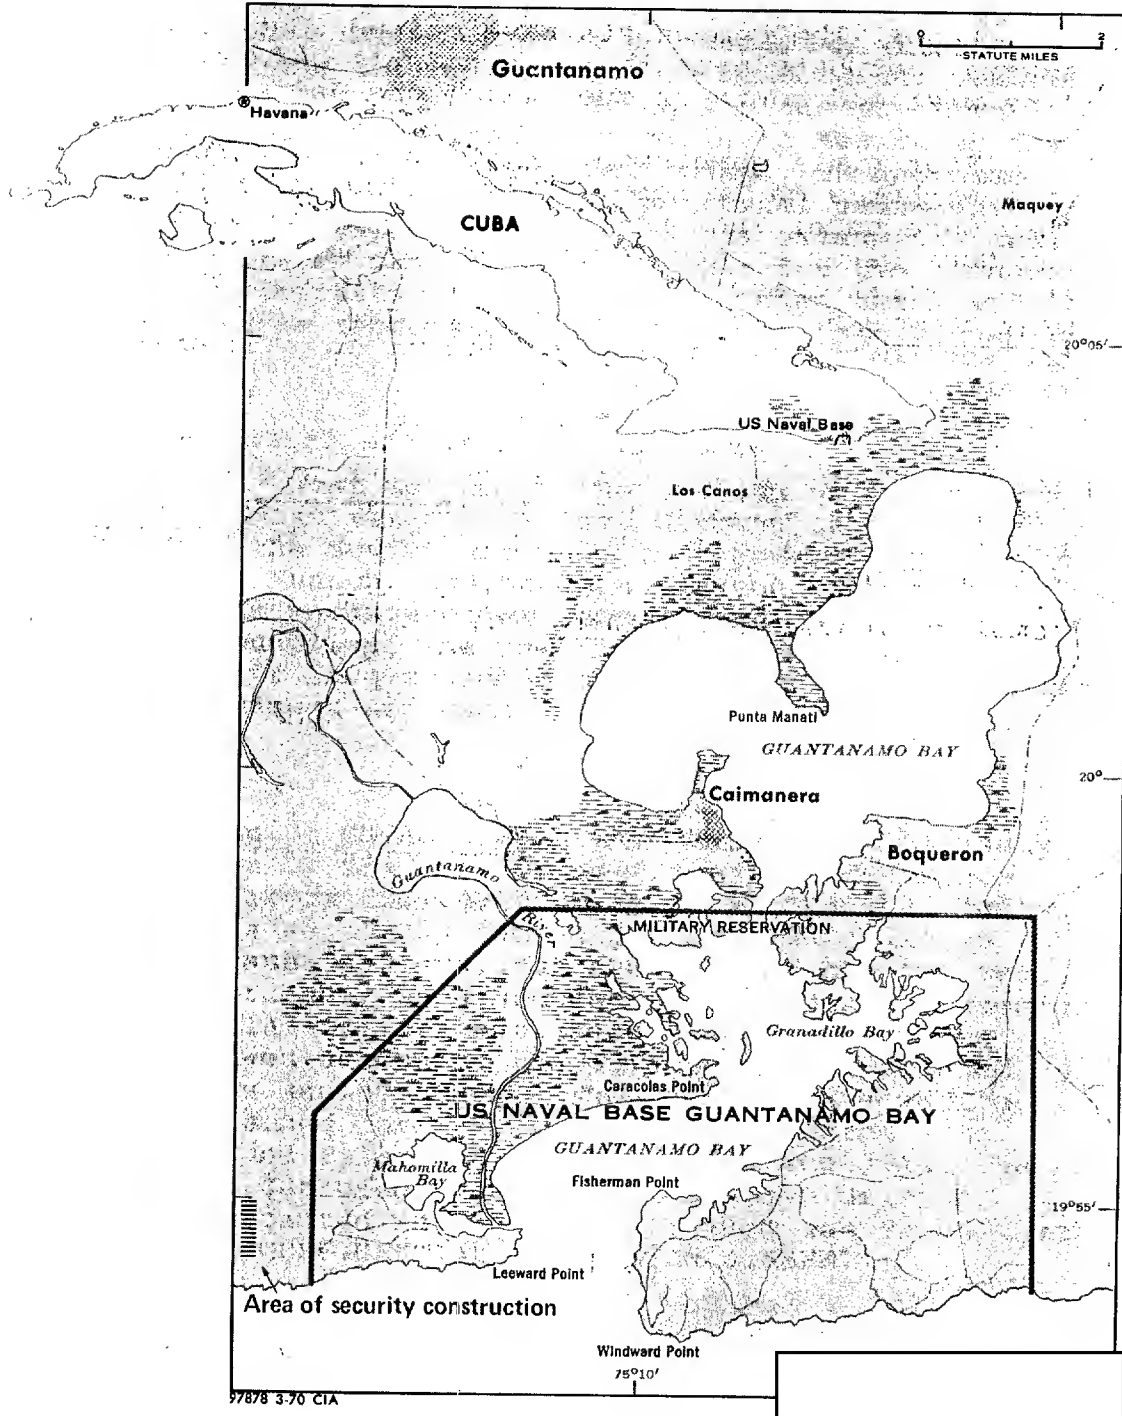 0 2
STATUTE MILES
Guantanamo
Havana
Maquey
CUBA
20°05'
US Naval Base
Los Canos
Punta Manati
GUANTANAMO BAY
20°
Caimanera
Boqueron
Guantanamo
River
MILITARY RESERVATION
Granadillo Bay
Caracolas Point
US NAVAL BASE GUANTANAMO BAY
GUANTANAMO BAY
Mahomilla
Bay
Fisherman Point
19°55'
Leeward Point
Area of security construction
Windward Point
75°10'
97878 3-70 CIA